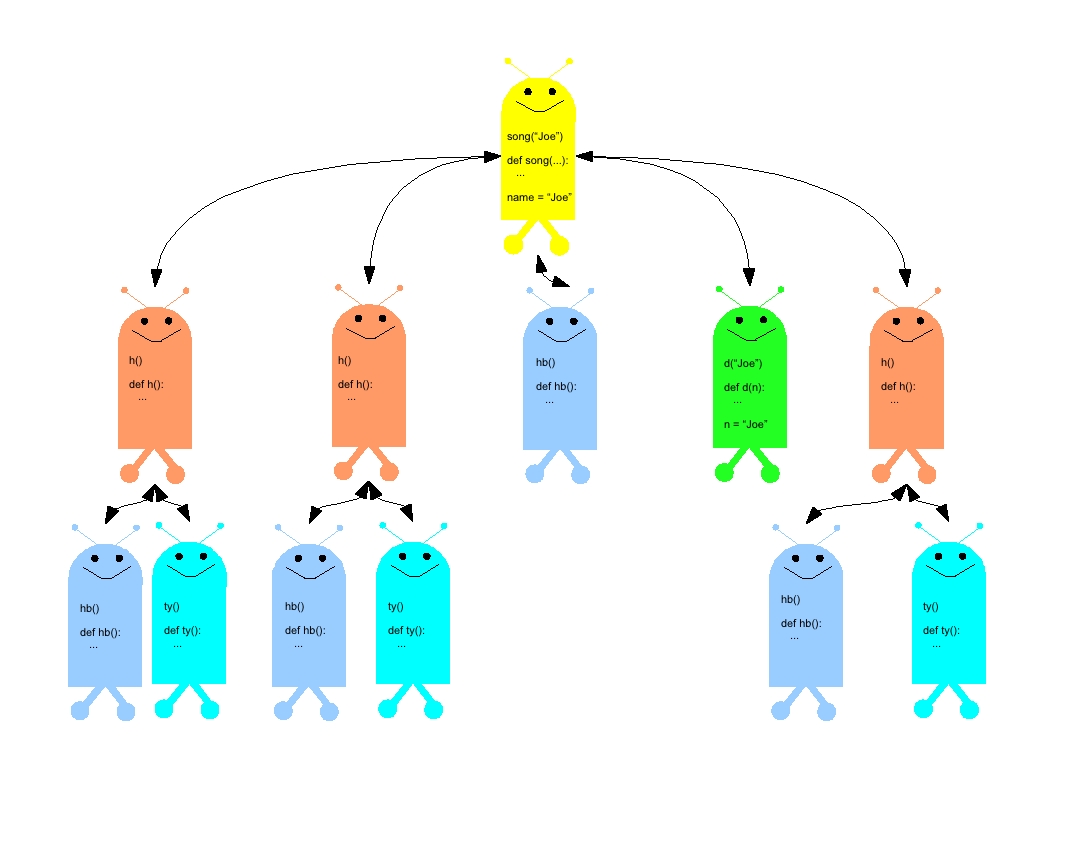 song(“Joe”)
def song(...):
...
name = “Joe”
h()
def h():
...
h()
def h():
...
hb()
def hb():
...
d(“Joe”)
def d(n):
...
n = “Joe”
h()
def h():
...
hb()
def hb():
...
ty()
def ty():
...
hb()
def hb():
...
ty()
def ty():
...
hb()
def hb():
...
ty()
def ty():
...